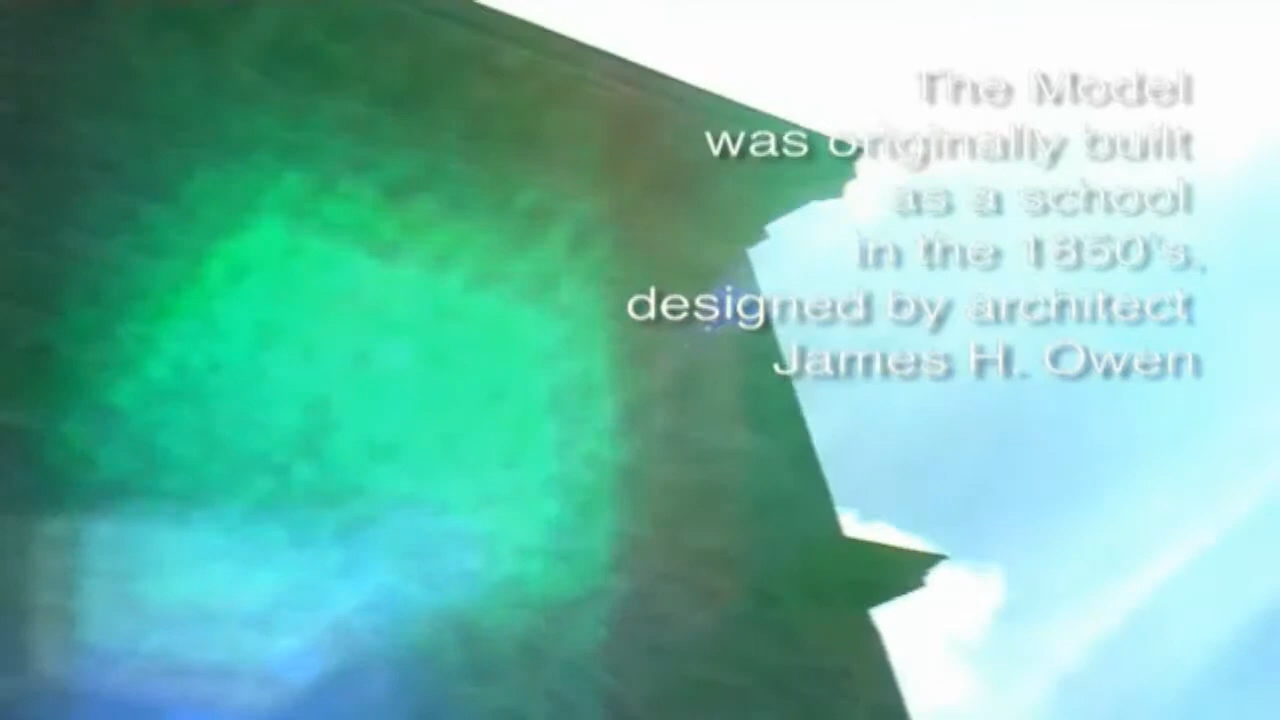 The Model
was originally built
as a school
in the 1850's,
designed by architect
James H. Owen